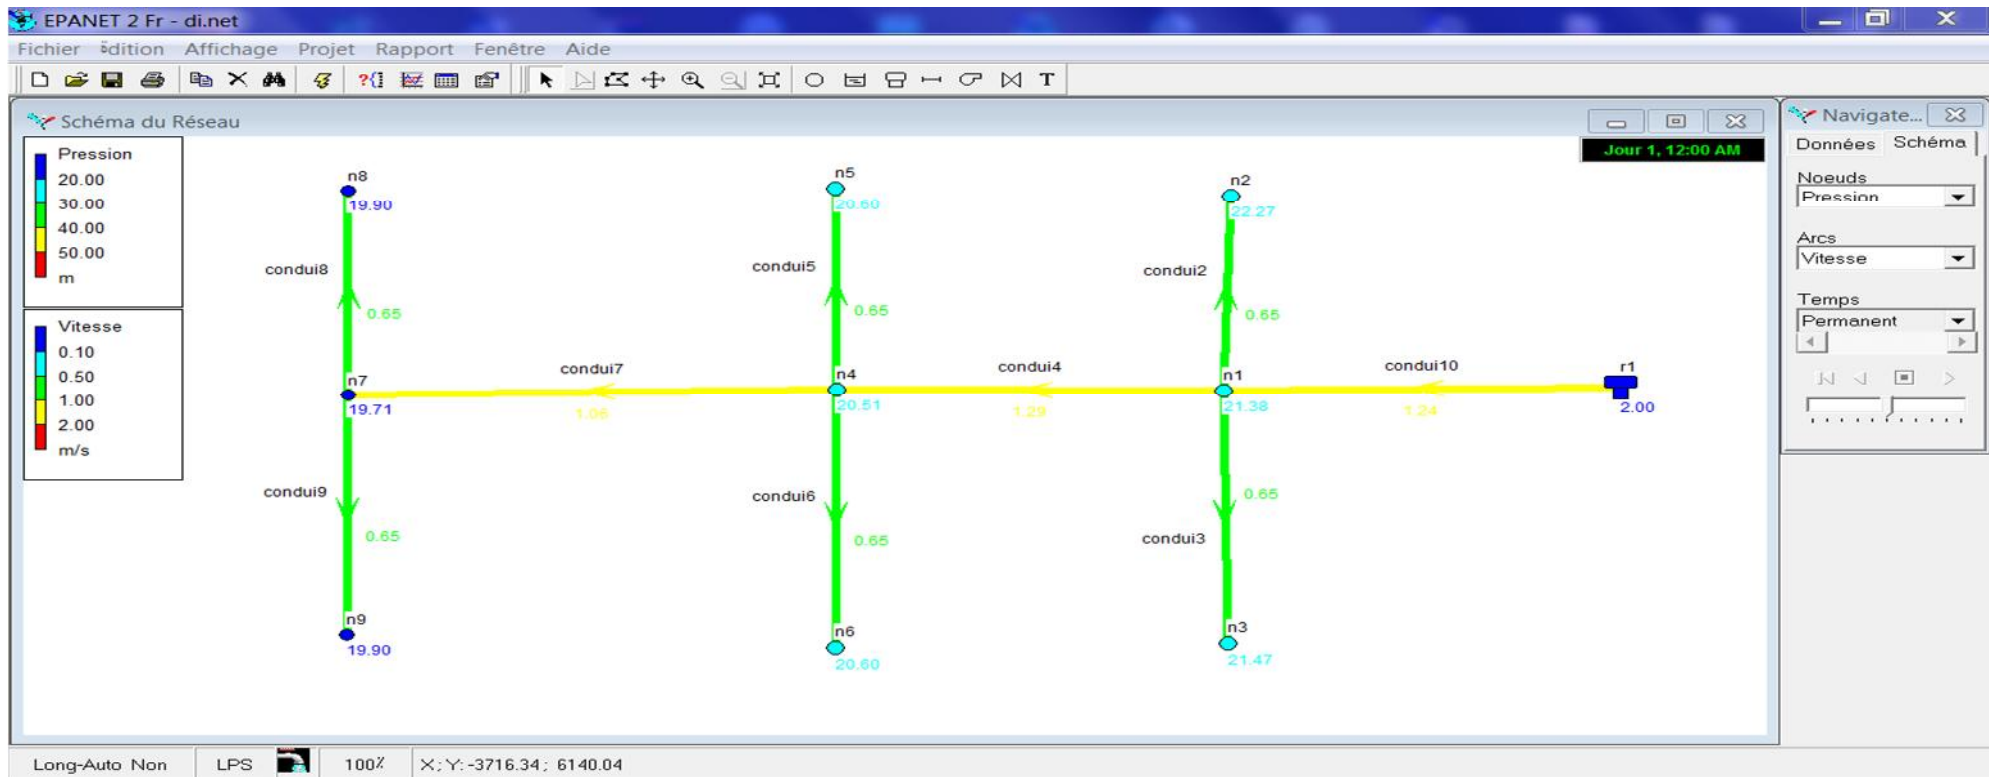 EPANET 2 Fr - di.net
Fichier Édition Affichage Projet Rapport Fenêtre Aide
T
Schéma du Réseau
Jour 1, 12:00 AM
Pression
20.00
30.00
40.00
50.00
m
Vitesse
0.10
0.50
1.00
2.00
m/s
n8
19.90
n5
20.60
n2
22.27
condui8
condui5
condui2
0.65
0.65
0.65
condui7
condui4
condui10
r1
n7
n4
n1
19.71
1.06
20.51
1.29
21.38
1.24
2.00
condui9
condui6
0.65
0.65
0.65
condui3
n9
19.90
n6
20.60
n3
21.47
Navigate...
Données Schéma
Noeuds
Pression
Arcs
Vitesse
Temps
Permanent
Long-Auto Non LPS 100% X; Y: -3716.34; 6140.04